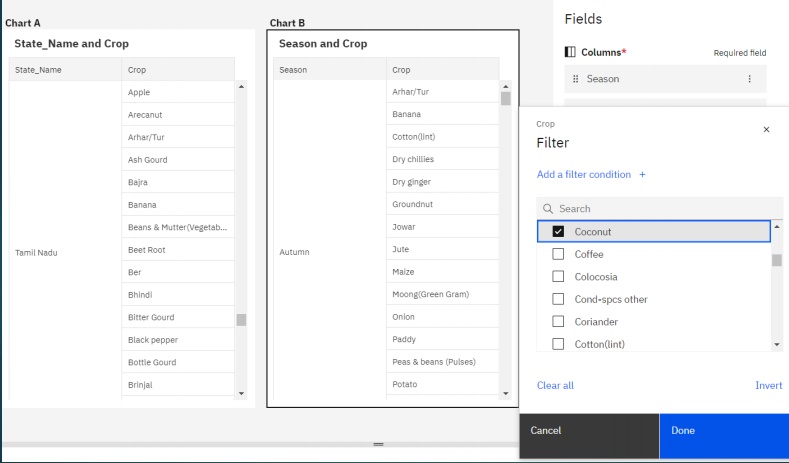 Chart A
State_Name and Crop
State_Name
Crop
Tamil Nadu
Apple
Arecanut
Arhar/Tur
Ash Gourd
Bajra
Banana
Beans & Mutter(Vegetab...
Beet Root
Ber
Bhindi
Bitter Gourd
Black pepper
Bottle Gourd
Brinjal
Chart B
Season and Crop
Season
Crop
Autumn
Arhar/Tur
Banana
Cotton(lint)
Dry chillies
Dry ginger
Groundnut
Jowar
Jute
Maize
Moong(Green Gram)
Onion
Paddy
Peas & beans (Pulses)
Potato
Fields
Columns*
Required field
Season
Crop
Filter
Add a filter condition +
Search
Coconut
Coffee
Colocosia
Cond-spcs other
Coriander
Cotton(lint)
Clear all
Invert
Cancel
Done